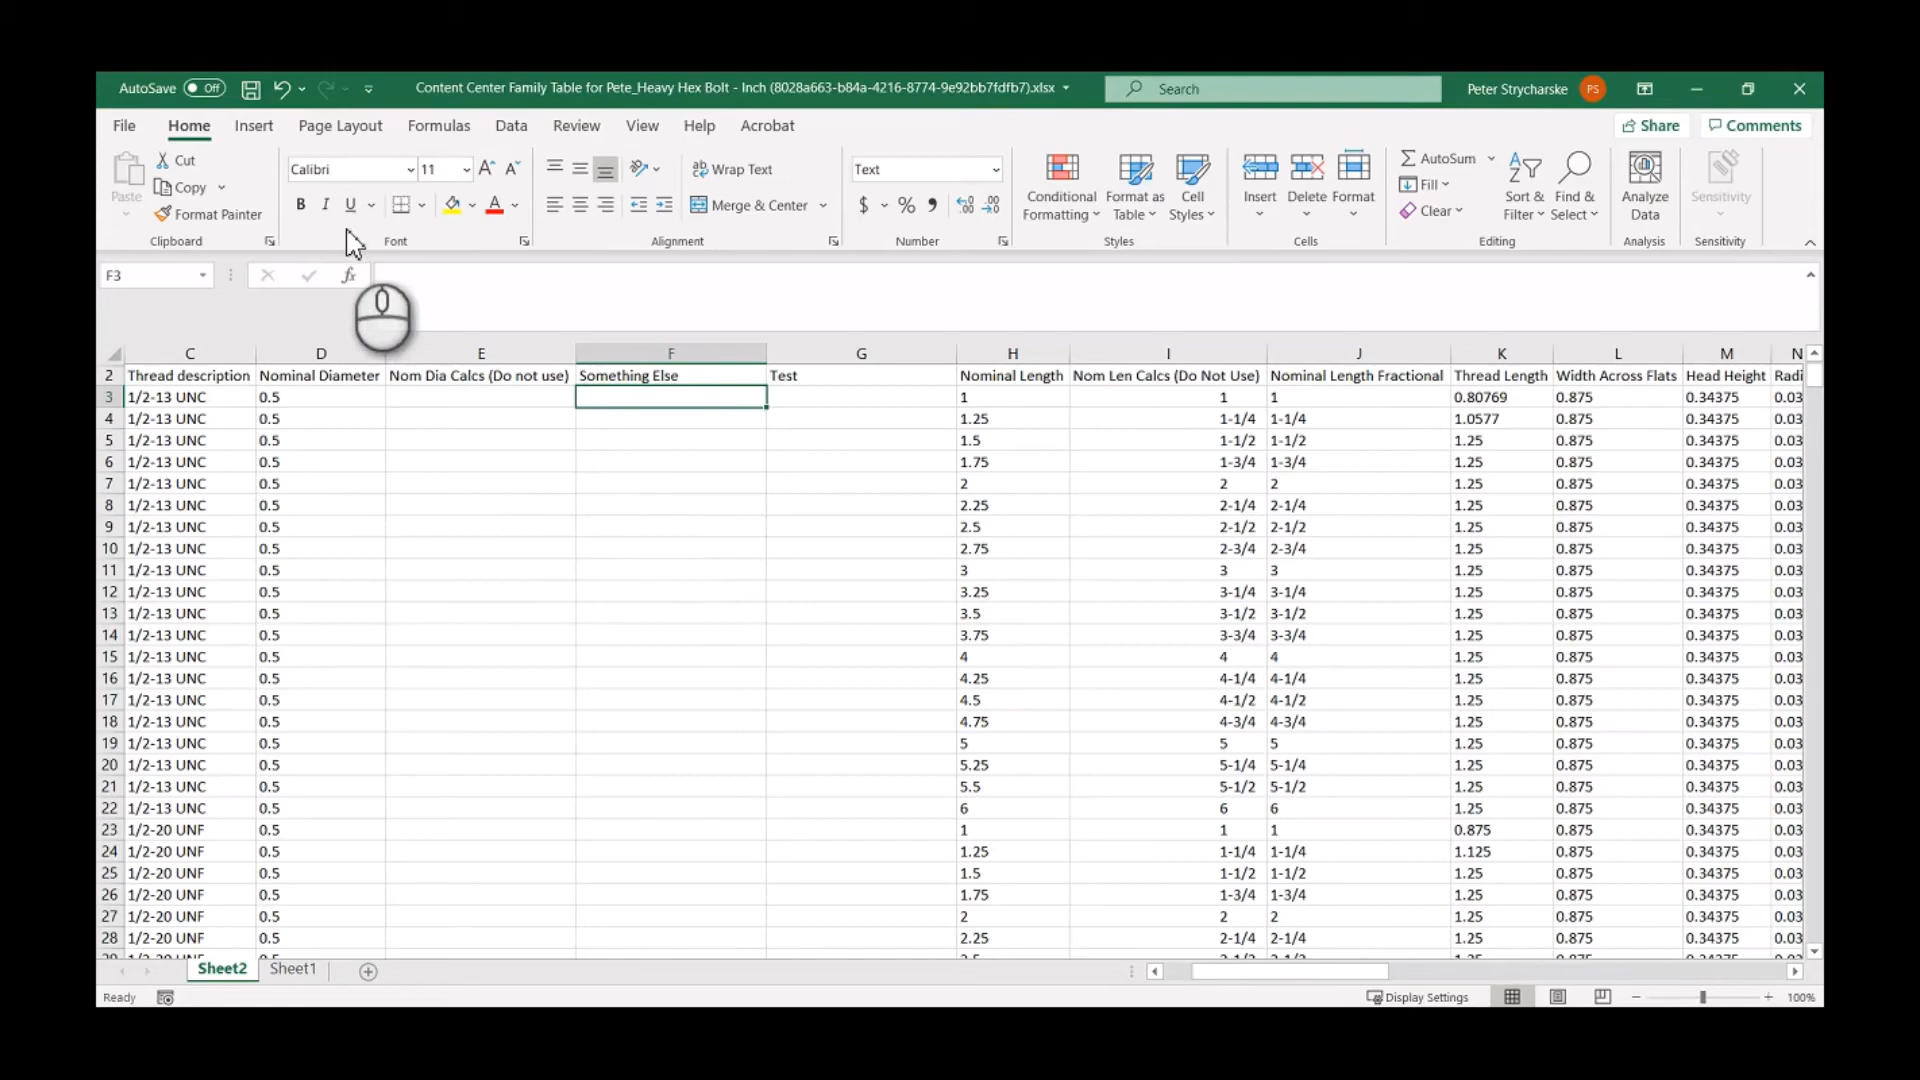 AutoSave Off Content Center Family Table for Pete_Heavy Hex Bolt - Inch (8028a663-b84a-4216-8774-9e92bb7fdfb7).xlsx Search Peter Strycharske PS
File Home Insert Page Layout Formulas Data Review View Help Acrobat Share Comments
Paste Cut Copy Format Painter Clipboard
Calibri 11 B I U A Font
Wrap Text Merge & Center Alignment
Text $ % Number
Conditional Formatting Format as Table Cell Styles Styles
Insert Delete Format Cells
AutoSum Fill Clear Sort & Filter Find & Select Editing
Analyze Data Analysis
Sensitivity Sensitivity
F3 fx
C D E F G H I J K L M N
2 Thread description Nominal Diameter Nom Dia Calcs (Do not use) Something Else Test Nominal Length Nom Len Calcs (Do Not Use) Nominal Length Fractional Thread Length Width Across Flats Head Height Radi
3 1/2-13 UNC 0.5 1 1 1 0.80769 0.875 0.34375 0.03
4 1/2-13 UNC 0.5 1.25 1-1/4 1-1/4 1.0577 0.875 0.34375 0.03
5 1/2-13 UNC 0.5 1.5 1-1/2 1-1/2 1.25 0.875 0.34375 0.03
6 1/2-13 UNC 0.5 1.75 1-3/4 1-3/4 1.25 0.875 0.34375 0.03
7 1/2-13 UNC 0.5 2 2 2 1.25 0.875 0.34375 0.03
8 1/2-13 UNC 0.5 2.25 2-1/4 2-1/4 1.25 0.875 0.34375 0.03
9 1/2-13 UNC 0.5 2.5 2-1/2 2-1/2 1.25 0.875 0.34375 0.03
10 1/2-13 UNC 0.5 2.75 2-3/4 2-3/4 1.25 0.875 0.34375 0.03
11 1/2-13 UNC 0.5 3 3 3 1.25 0.875 0.34375 0.03
12 1/2-13 UNC 0.5 3.25 3-1/4 3-1/4 1.25 0.875 0.34375 0.03
13 1/2-13 UNC 0.5 3.5 3-1/2 3-1/2 1.25 0.875 0.34375 0.03
14 1/2-13 UNC 0.5 3.75 3-3/4 3-3/4 1.25 0.875 0.34375 0.03
15 1/2-13 UNC 0.5 4 4 4 1.25 0.875 0.34375 0.03
16 1/2-13 UNC 0.5 4.25 4-1/4 4-1/4 1.25 0.875 0.34375 0.03
17 1/2-13 UNC 0.5 4.5 4-1/2 4-1/2 1.25 0.875 0.34375 0.03
18 1/2-13 UNC 0.5 4.75 4-3/4 4-3/4 1.25 0.875 0.34375 0.03
19 1/2-13 UNC 0.5 5 5 5 1.25 0.875 0.34375 0.03
20 1/2-13 UNC 0.5 5.25 5-1/4 5-1/4 1.25 0.875 0.34375 0.03
21 1/2-13 UNC 0.5 5.5 5-1/2 5-1/2 1.25 0.875 0.34375 0.03
22 1/2-13 UNC 0.5 6 6 6 1.25 0.875 0.34375 0.03
23 1/2-20 UNF 0.5 1 1 1 0.875 0.875 0.34375 0.03
24 1/2-20 UNF 0.5 1.25 1-1/4 1-1/4 1.125 0.875 0.34375 0.03
25 1/2-20 UNF 0.5 1.5 1-1/2 1-1/2 1.25 0.875 0.34375 0.03
26 1/2-20 UNF 0.5 1.75 1-3/4 1-3/4 1.25 0.875 0.34375 0.03
27 1/2-20 UNF 0.5 2 2 2 1.25 0.875 0.34375 0.03
28 1/2-20 UNF 0.5 2.25 2-1/4 2-1/4 1.25 0.875 0.34375 0.03
Sheet2 Sheet1
Ready Display Settings 100%